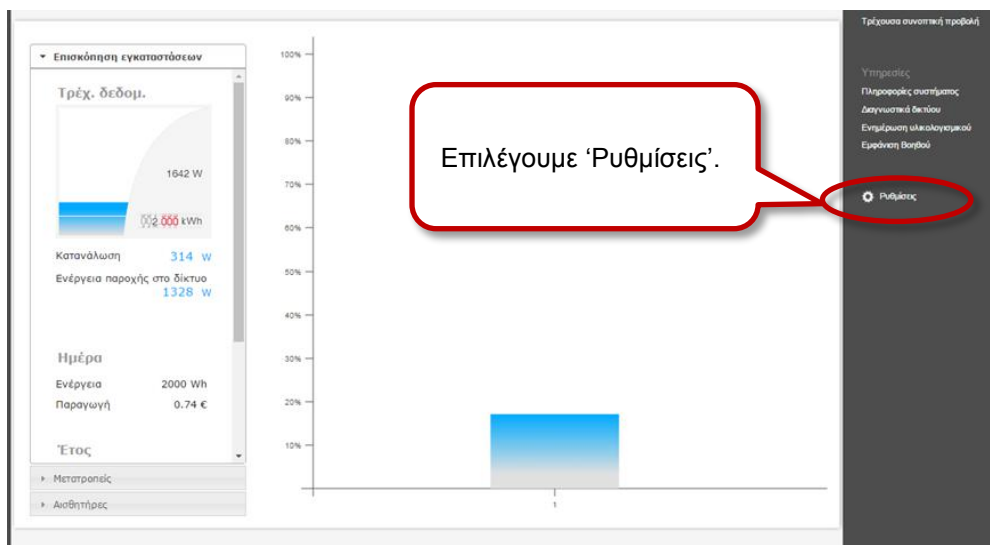 Επισκόπηση εγκαταστάσεων
Τρέχ. δεδομ.
1642 W
002.000 kWh
Κατανάλωση 314 W
Ενέργεια παροχής στο δίκτυο
1328 W
Ημέρα
Ενέργεια 2000 Wh
Παραγωγή 0.74 €
Έτος
Μετατροπείς
Αισθητήρες
100%
90%
80%
70%
60%
50%
40%
30%
20%
10%
1
Επιλέγουμε ‘Ρυθμίσεις’.
Τρέχουσα συνοπτική προβολή
Υπηρεσίες
Πληροφορίες συστήματος
Διαγνωστικά δικτύου
Ενημέρωση υλικολογισμικού
Εμφάνιση Βοηθού
Ρυθμίσεις